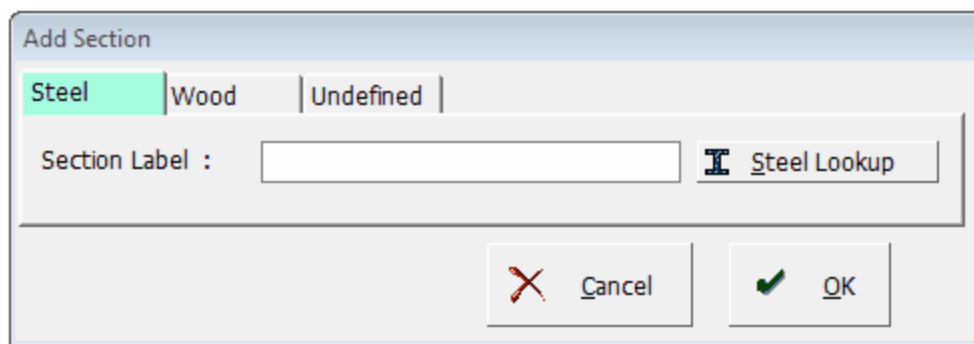 Add Section
Steel Wood Undefined
Section Label : Steel Lookup
Cancel OK